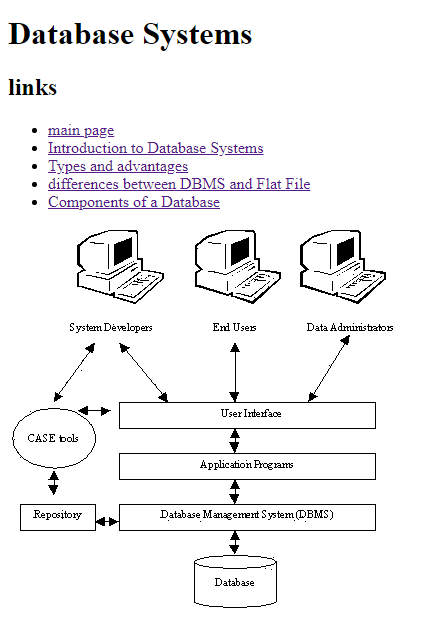 Database Systems
links
main page
Introduction to Database Systems
Types and advantages
differences between DBMS and Flat File
Components of a Database
System Developers End Users Data Administrators
User Interface
CASE tools
Application Programs
Repository Database Management System (DBMS)
Database